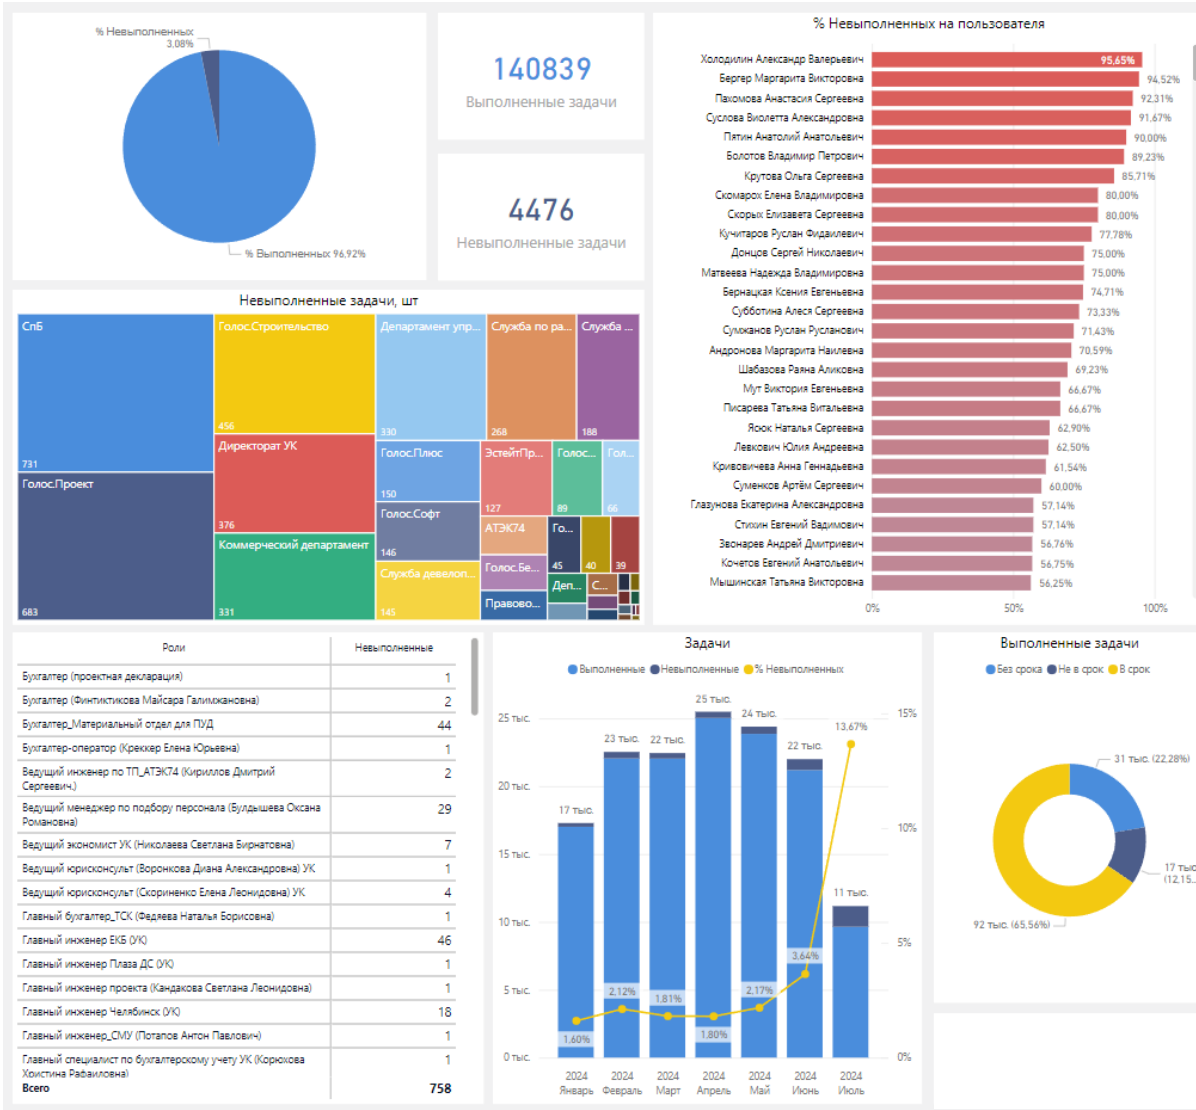 % Невыполненных
3.08%
% Выполненных 96,92%
140839
Выполненные задачи
4476
Невыполненные задачи
% Невыполненных на пользователя
Холодилин Александр Валерьевич 95,65%
Бергер Маргарита Викторовна 94,52%
Пахомова Анастасия Сергеевна 92,31%
Суслова Виолетта Александровна 91,67%
Пятин Анатолий Анатольевич 90,00%
Болотов Владимир Петрович 89,23%
Крутова Ольга Сергеевна 85,71%
Скомарох Елена Владимировна 80,00%
Скорых Елизавета Сергеевна 80,00%
Кучитаров Руслан Фидаилевич 77,78%
Донцов Сергей Николаевич 75,00%
Матвеева Надежда Владимировна 75,00%
Бернацкая Ксения Евгеньевна 74,71%
Субботина Алеся Сергеевна 73,33%
Сумжанов Руслан Русланович 71,43%
Андронова Маргарита Наилевна 70,59%
Шабазова Раяна Аликовна 69,23%
Мут Виктория Евгеньевна 66,67%
Писарева Татьяна Витальевна 66,67%
Ясюк Наталья Сергеевна 62,90%
Левкович Юлия Андреевна 62,50%
Кривовичева Анна Геннадьевна 61,54%
Суменков Артём Сергеевич 60,00%
Глазунова Екатерина Александровна 57,14%
Стихин Евгений Вадимович 57,14%
Звонарев Андрей Дмитриевич 56,76%
Кочетов Евгений Анатольевич 56,75%
Мышинская Татьяна Викторовна 56,25%
0% 50% 100%
Невыполненные задачи, шт
СпБ
731
Голос.Проект
683
Голос.Строительство
456
Директорат УК
376
Коммерческий департамент
331
Департамент упр...
330
Служба по ра...
268
Служба ...
188
Голос.Плюс
150
Голос.Софт
146
Служба девелоп...
145
ЭстейтПр...
127
Голос...
89
Гол...
66
АТЭК74
Голос.Бе...
Правово...
Го...
45
40
39
Деп...
С...
Роли Невыполненные
Бухгалтер (проектная декларация) 1
Бухгалтер (Финтиктикова Майсара Галимжановна) 2
Бухгалтер_Материальный отдел для ПУД 44
Бухгалтер-оператор (Креккер Елена Юрьевна) 1
Ведущий инженер по ТП_АТЭК74 (Кириллов Дмитрий
Сергеевич.) 2
Ведущий менеджер по подбору персонала (Булдышева Оксана
Романовна) 29
Ведущий экономист УК (Николаева Светлана Бирнатовна) 7
Ведущий юрисконсульт (Воронкова Диана Александровна) УК 1
Ведущий юрисконсульт (Скориненко Елена Леонидовна) УК 4
Главный бухгалтер_ТСК (Федяева Наталья Борисовна) 1
Главный инженер ЕКБ (УК) 46
Главный инженер Плаза ДС (УК) 1
Главный инженер проекта (Кандакова Светлана Леонидовна) 1
Главный инженер Челябинск (УК) 18
Главный инженер_СМУ (Потапов Антон Павлович) 1
Главный специалист по бухгалтерскому учету УК (Корюхова
Христина Рафаиловна) 1
Всего 758
Задачи
Выполненные Невыполненные % Невыполненных
25 тыс.
20 тыс.
15 тыс.
10 тыс.
5 тыс.
0 тыс.
17 тыс. 23 тыс. 22 тыс. 25 тыс. 24 тыс. 22 тыс. 11 тыс.
1,60% 2,12% 1,81% 1,80% 2,17% 3,64% 13,67%
15%
10%
5%
0%
2024 2024 2024 2024 2024 2024 2024
Январь Февраль Март Апрель Май Июнь Июль
Выполненные задачи
Без срока Не в срок В срок
31 тыс. (22,28%)
17 тыс
(12,15...
92 тыс. (65,56%)